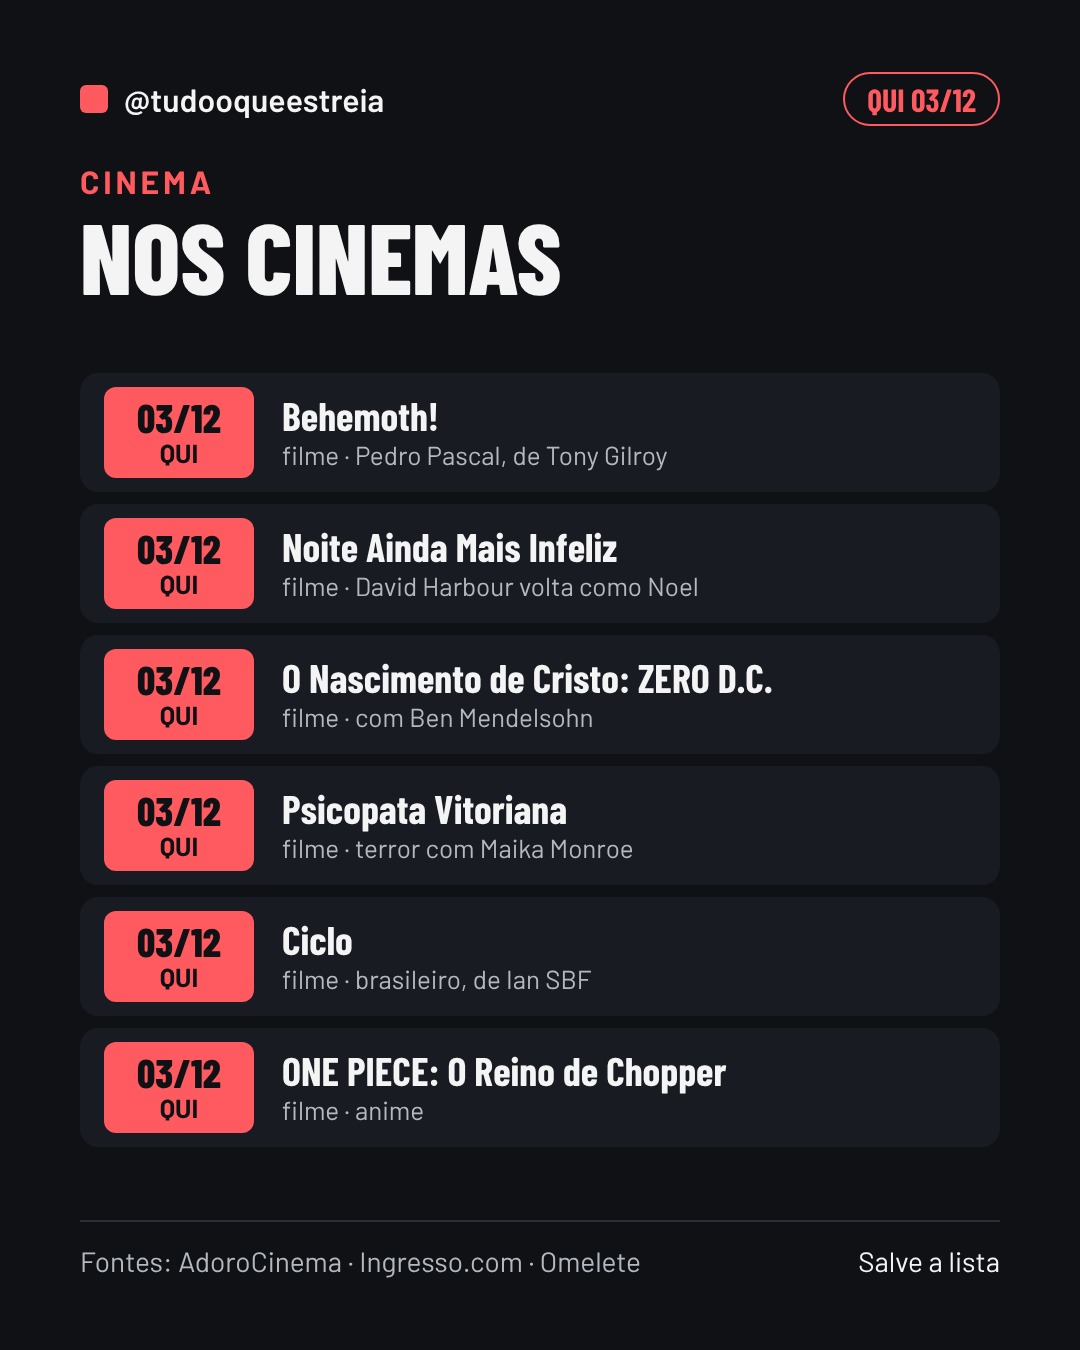 @tudooqueestreia
QUI 03/12
CINEMA
NOS CINEMAS
03/12
QUI
Behemoth!
filme · Pedro Pascal, de Tony Gilroy
03/12
QUI
Noite Ainda Mais Infeliz
filme · David Harbour volta como Noel
03/12
QUI
O Nascimento de Cristo: ZERO D.C.
filme · com Ben Mendelsohn
03/12
QUI
Psicopata Vitoriana
filme · terror com Maika Monroe
03/12
QUI
Ciclo
filme · brasileiro, de Ian SBF
03/12
QUI
ONE PIECE: O Reino de Chopper
filme · anime
Fontes: AdoroCinema · Ingresso.com · Omelete
Salve a lista